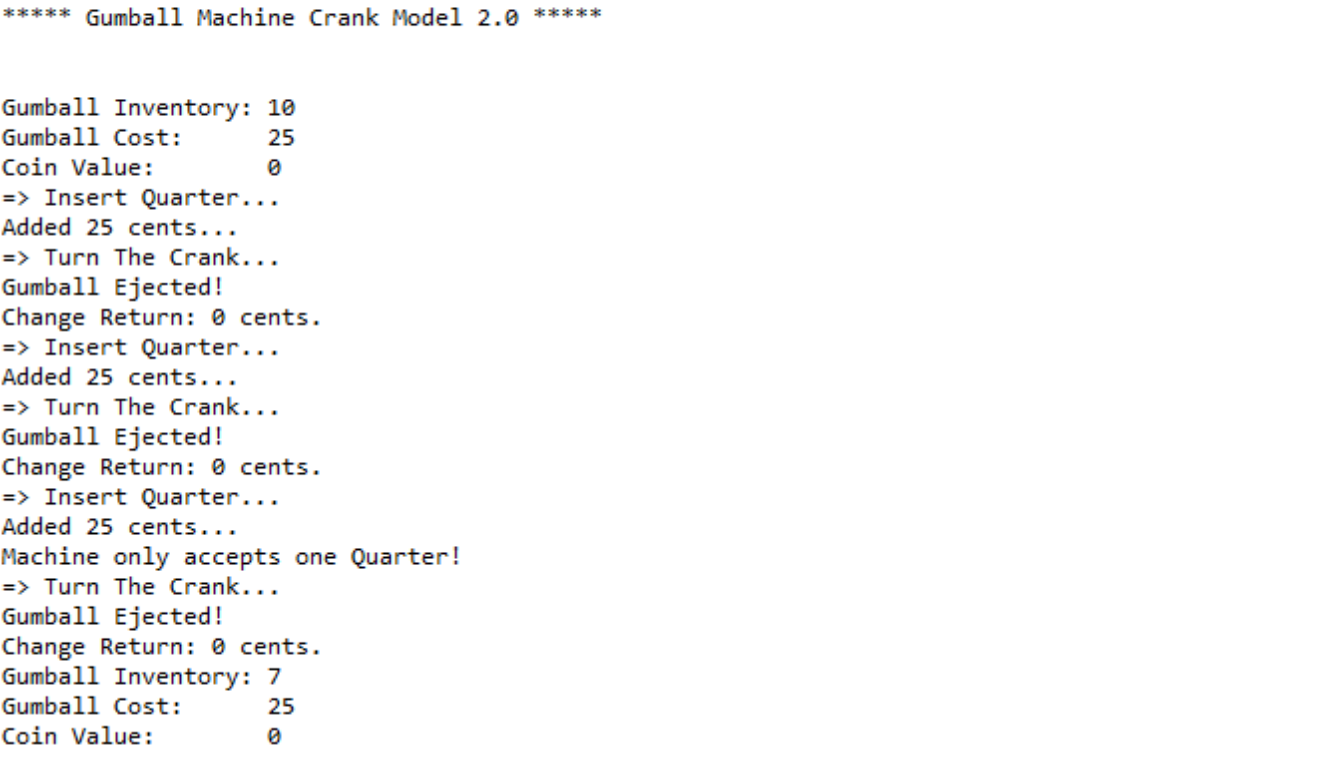 ***** Gumball Machine Crank Model 2.0 *****
Gumball Inventory: 10
Gumball Cost:      25
Coin Value:        0
=> Insert Quarter...
Added 25 cents...
=> Turn The Crank...
Gumball Ejected!
Change Return: 0 cents.
=> Insert Quarter...
Added 25 cents...
=> Turn The Crank...
Gumball Ejected!
Change Return: 0 cents.
=> Insert Quarter...
Added 25 cents...
Machine only accepts one Quarter!
=> Turn The Crank...
Gumball Ejected!
Change Return: 0 cents.
Gumball Inventory: 7
Gumball Cost:      25
Coin Value:        0